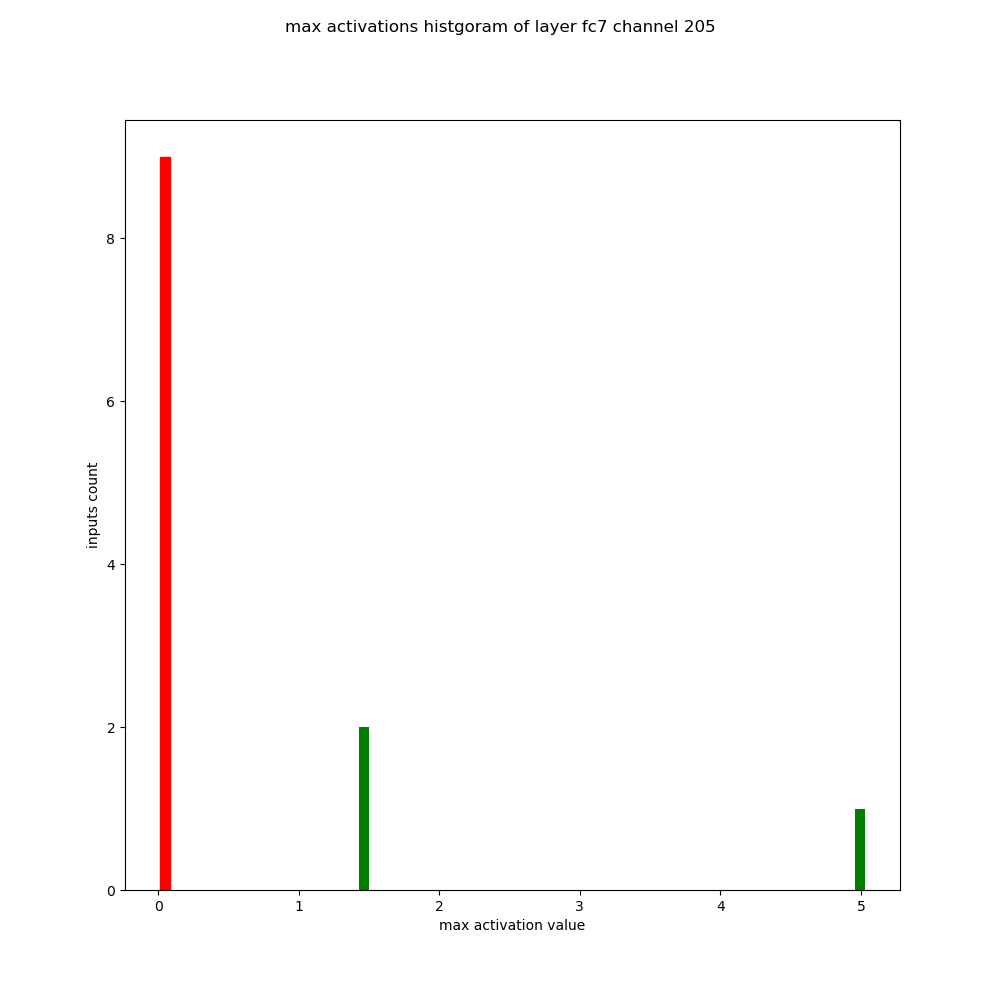 max activations histgoram of layer fc7 channel 205
8
6
4
2
0
inputs count
0 1 2 3 4 5
max activation value